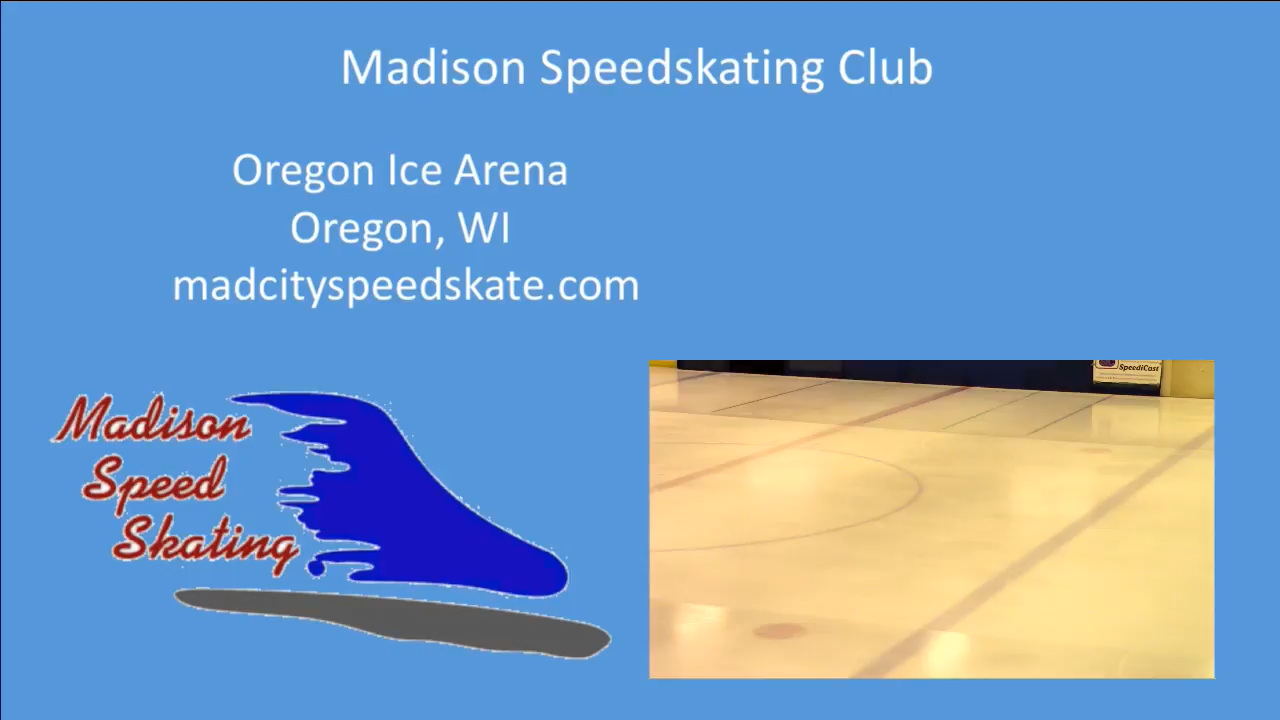 Madison Speedskating Club
Oregon Ice Arena
Oregon, WI
madcityspeedskate.com
Madison
Speed
Skating
SpeediCast